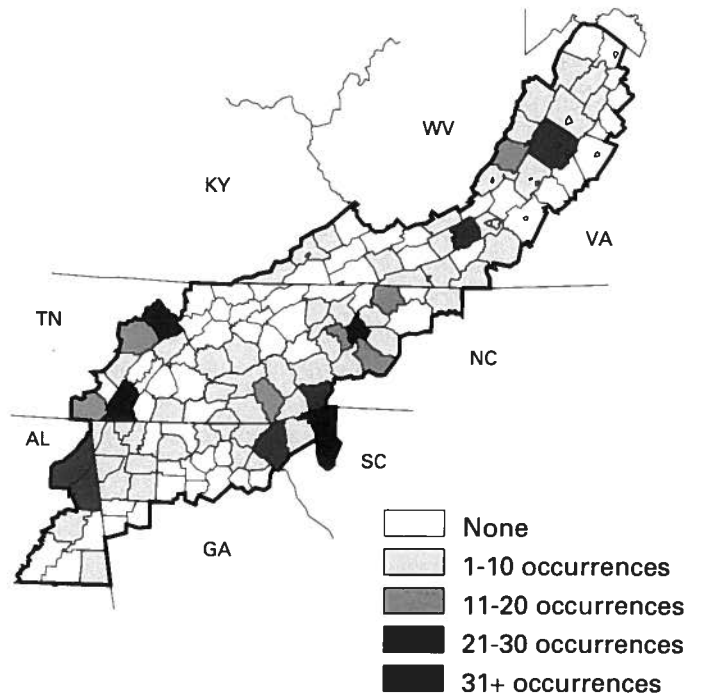 WV
KY
VA
TN
NC
AL
SC
GA
None
1-10 occurrences
11-20 occurrences
21-30 occurrences
31+ occurrences